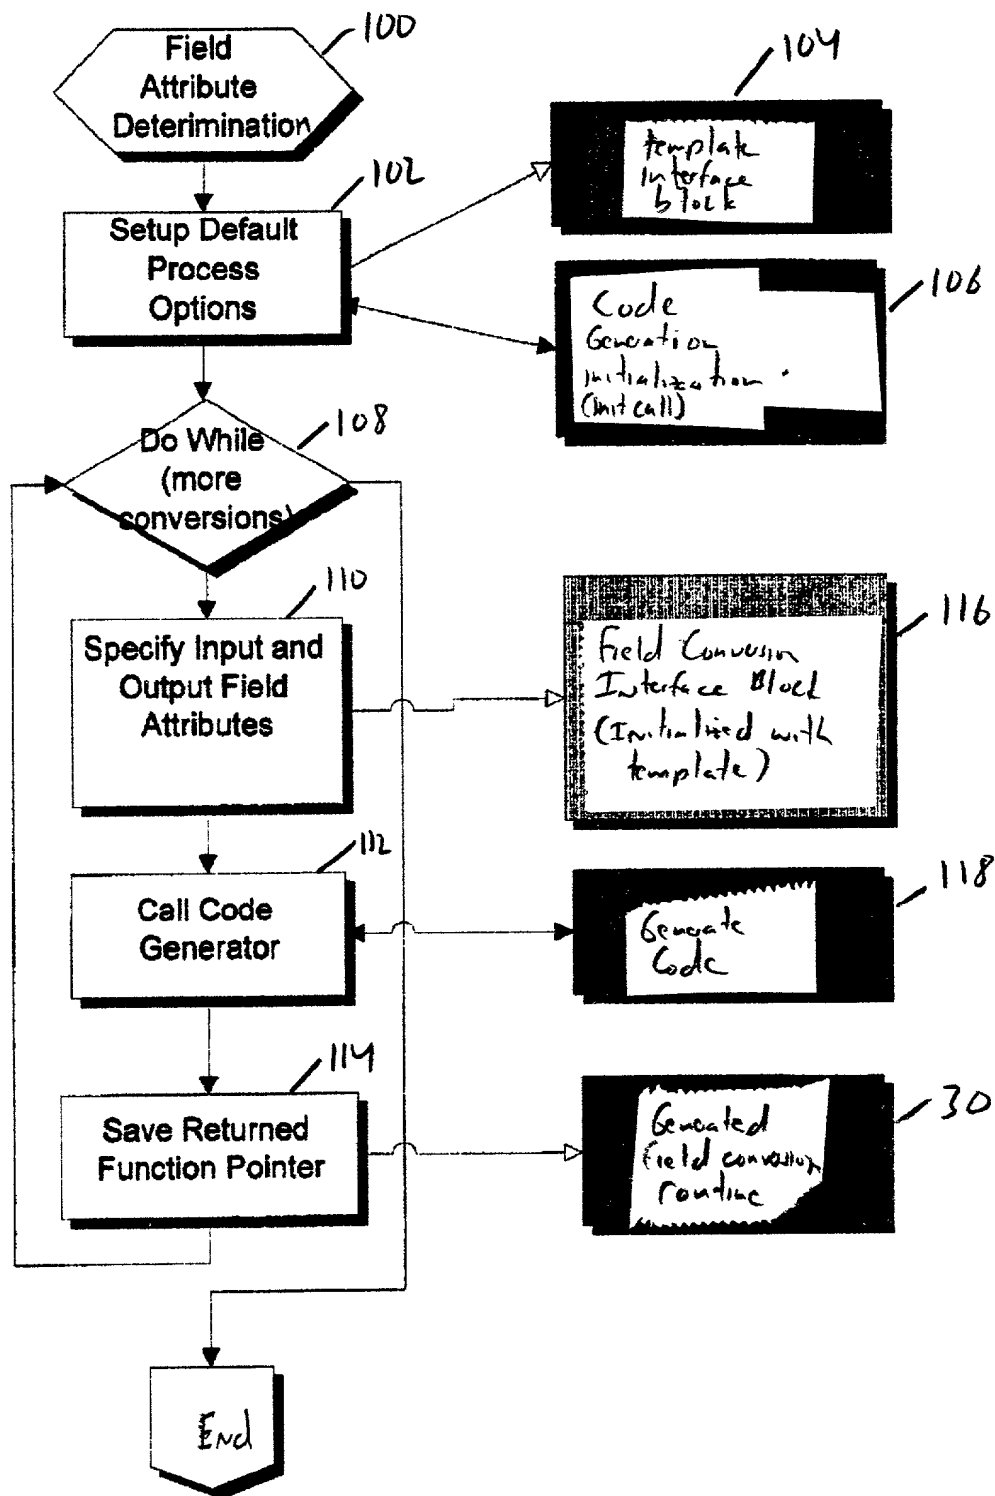 100
Field
Attribute
Deterimination
104
template
interface
block
102
Setup Default
Process
Options
106
Code
Generation
initialization
(init call)
108
Do While
(more
conversions)
110
Specify Input and
Output Field
Attributes
116
Field Conversion
Interface Block
(Initialized with
template)
112
Call Code
Generator
118
Generate
Code
114
Save Returned
Function Pointer
30
Generated
field conversion
routine
End